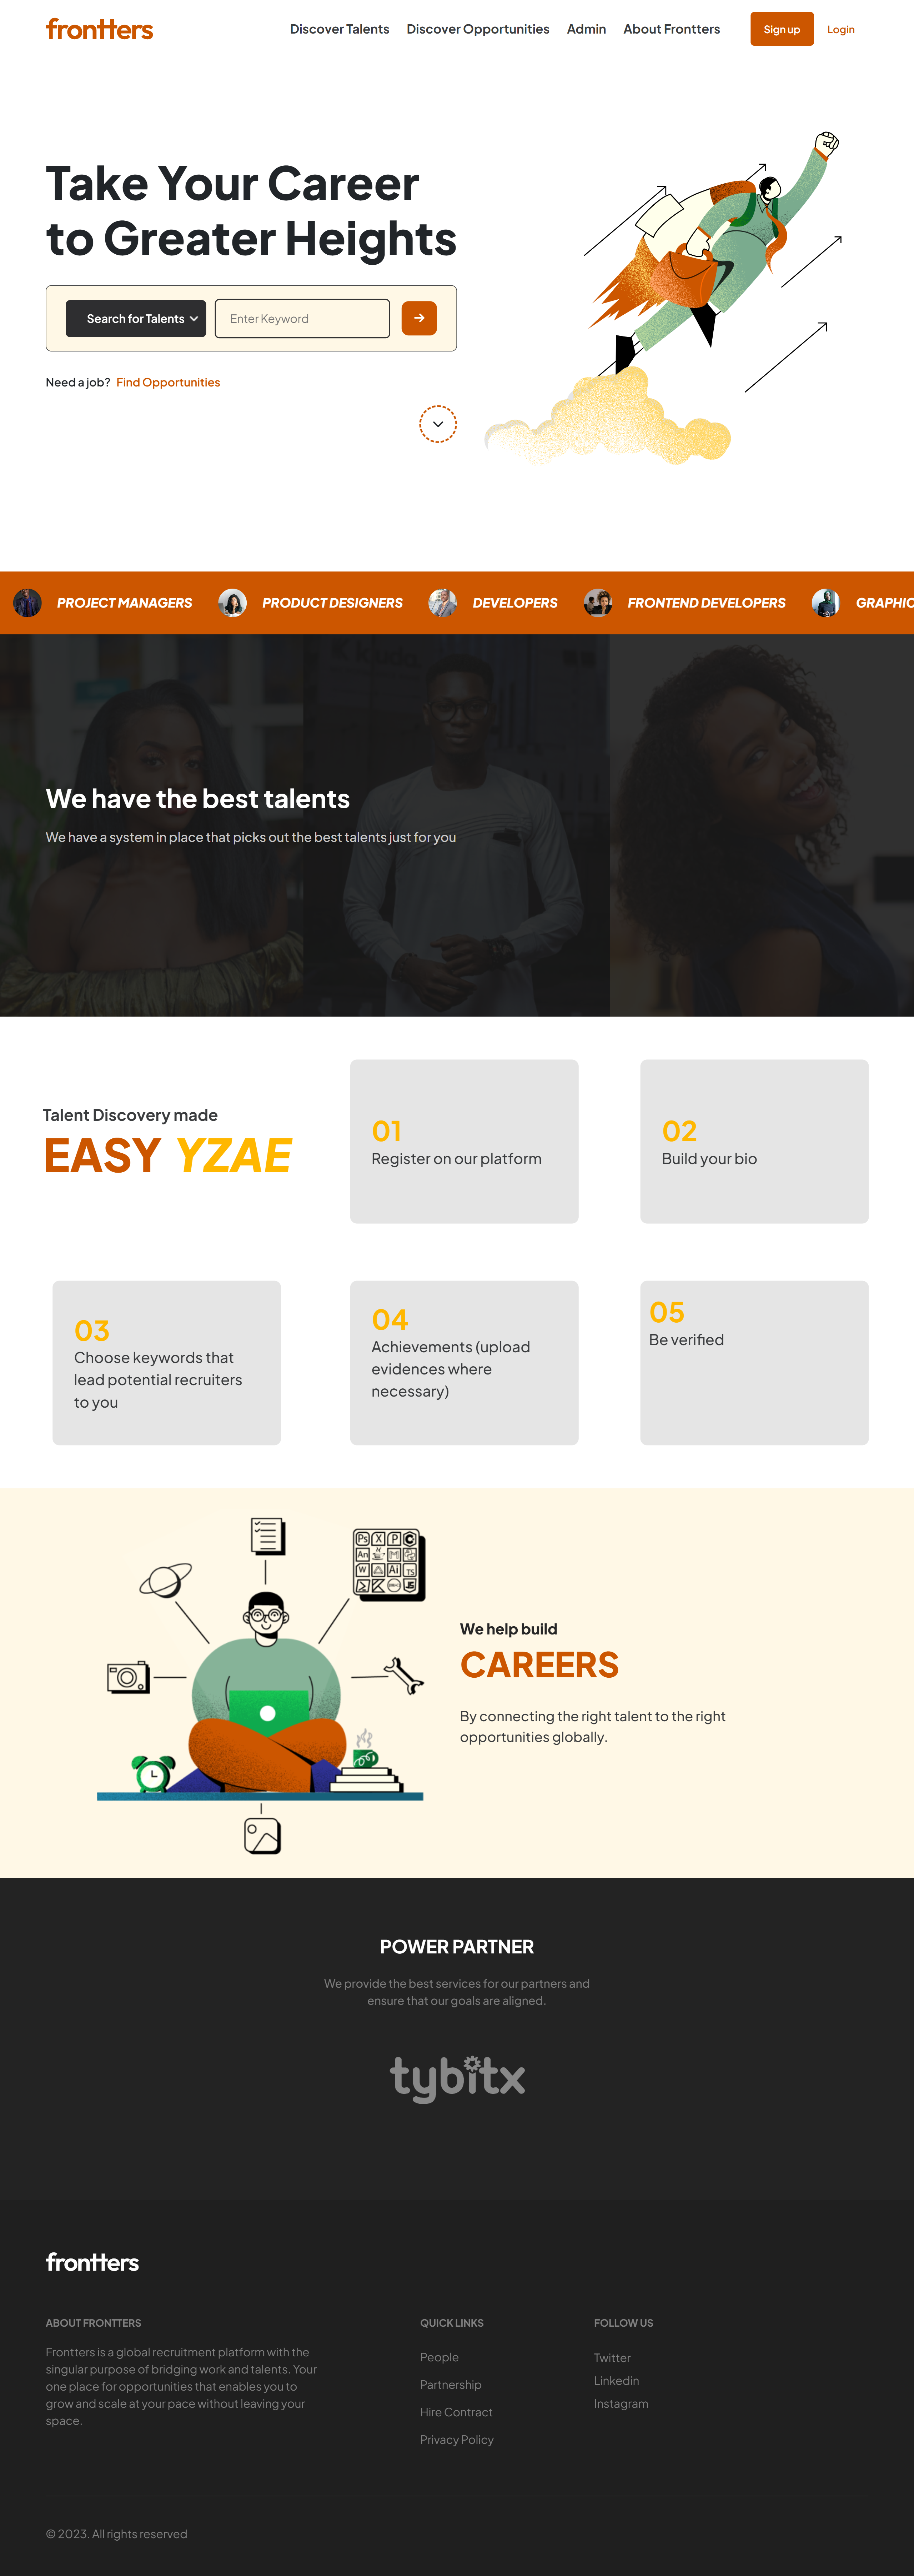 frontters
Discover Talents
Discover Opportunities
Admin
About Frontters
Sign up
Login
Take Your Career
to Greater Heights
Search for Talents
Enter Keyword
Need a job? Find Opportunities
PROJECT MANAGERS
PRODUCT DESIGNERS
DEVELOPERS
FRONTEND DEVELOPERS
GRAPHIC
We have the best talents
We have a system in place that picks out the best talents just for you
Talent Discovery made
EASY YZAE
01
Register on our platform
02
Build your bio
03
Choose keywords that
lead potential recruiters
to you
04
Achievements (upload
evidences where
necessary)
05
Be verified
Ps X P C
An
W Ai TS
We help build
CAREERS
By connecting the right talent to the right
opportunities globally.
POWER PARTNER
We provide the best services for our partners and
ensure that our goals are aligned.
tybitx
frontters
ABOUT FRONTTERS
Frontters is a global recruitment platform with the
singular purpose of bridging work and talents. Your
one place for opportunities that enables you to
grow and scale at your pace without leaving your
space.
QUICK LINKS
People
Partnership
Hire Contract
Privacy Policy
FOLLOW US
Twitter
Linkedin
Instagram
© 2023. All rights reserved